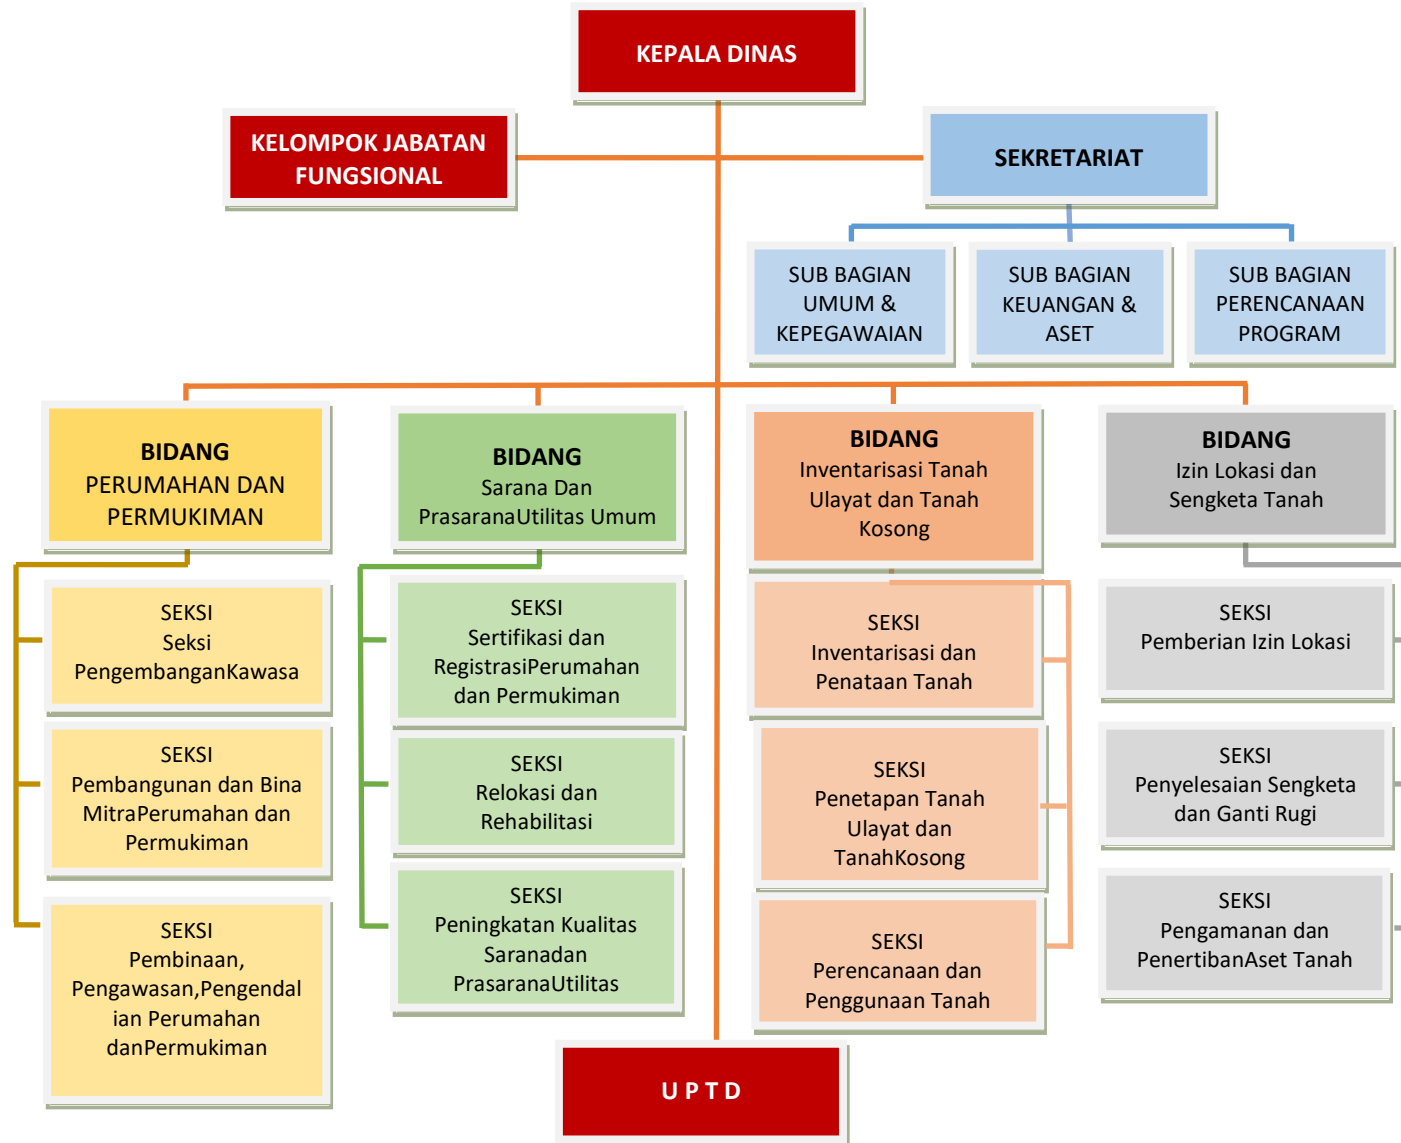 KEPALA DINAS
KELOMPOK JABATAN
FUNGSIONAL
SEKRETARIAT
SUB BAGIAN
UMUM &
KEPEGAWAIAN
SUB BAGIAN
KEUANGAN &
ASET
SUB BAGIAN
PERENCANAAN
PROGRAM
BIDANG
PERUMAHAN DAN
PERMUKIMAN
BIDANG
Sarana Dan
PrasaranaUtilitas Umum
BIDANG
Inventarisasi Tanah
Ulayat dan Tanah
Kosong
BIDANG
Izin Lokasi dan
Sengketa Tanah
SEKSI
Seksi
PengembanganKawasa
SEKSI
Pembangunan dan Bina
MitraPerumahan dan
Permukiman
SEKSI
Pembinaan,
Pengawasan,Pengendal
ian Perumahan
danPermukiman
SEKSI
Sertifikasi dan
RegistrasiPerumahan
dan Permukiman
SEKSI
Relokasi dan
Rehabilitasi
SEKSI
Peningkatan Kualitas
Saranadan
PrasaranaUtilitas
SEKSI
Inventarisasi dan
Penataan Tanah
SEKSI
Penetapan Tanah
Ulayat dan
TanahKosong
SEKSI
Perencanaan dan
Penggunaan Tanah
SEKSI
Pemberian Izin Lokasi
SEKSI
Penyelesaian Sengketa
dan Ganti Rugi
SEKSI
Pengamanan dan
PenertibanAset Tanah
U P T D